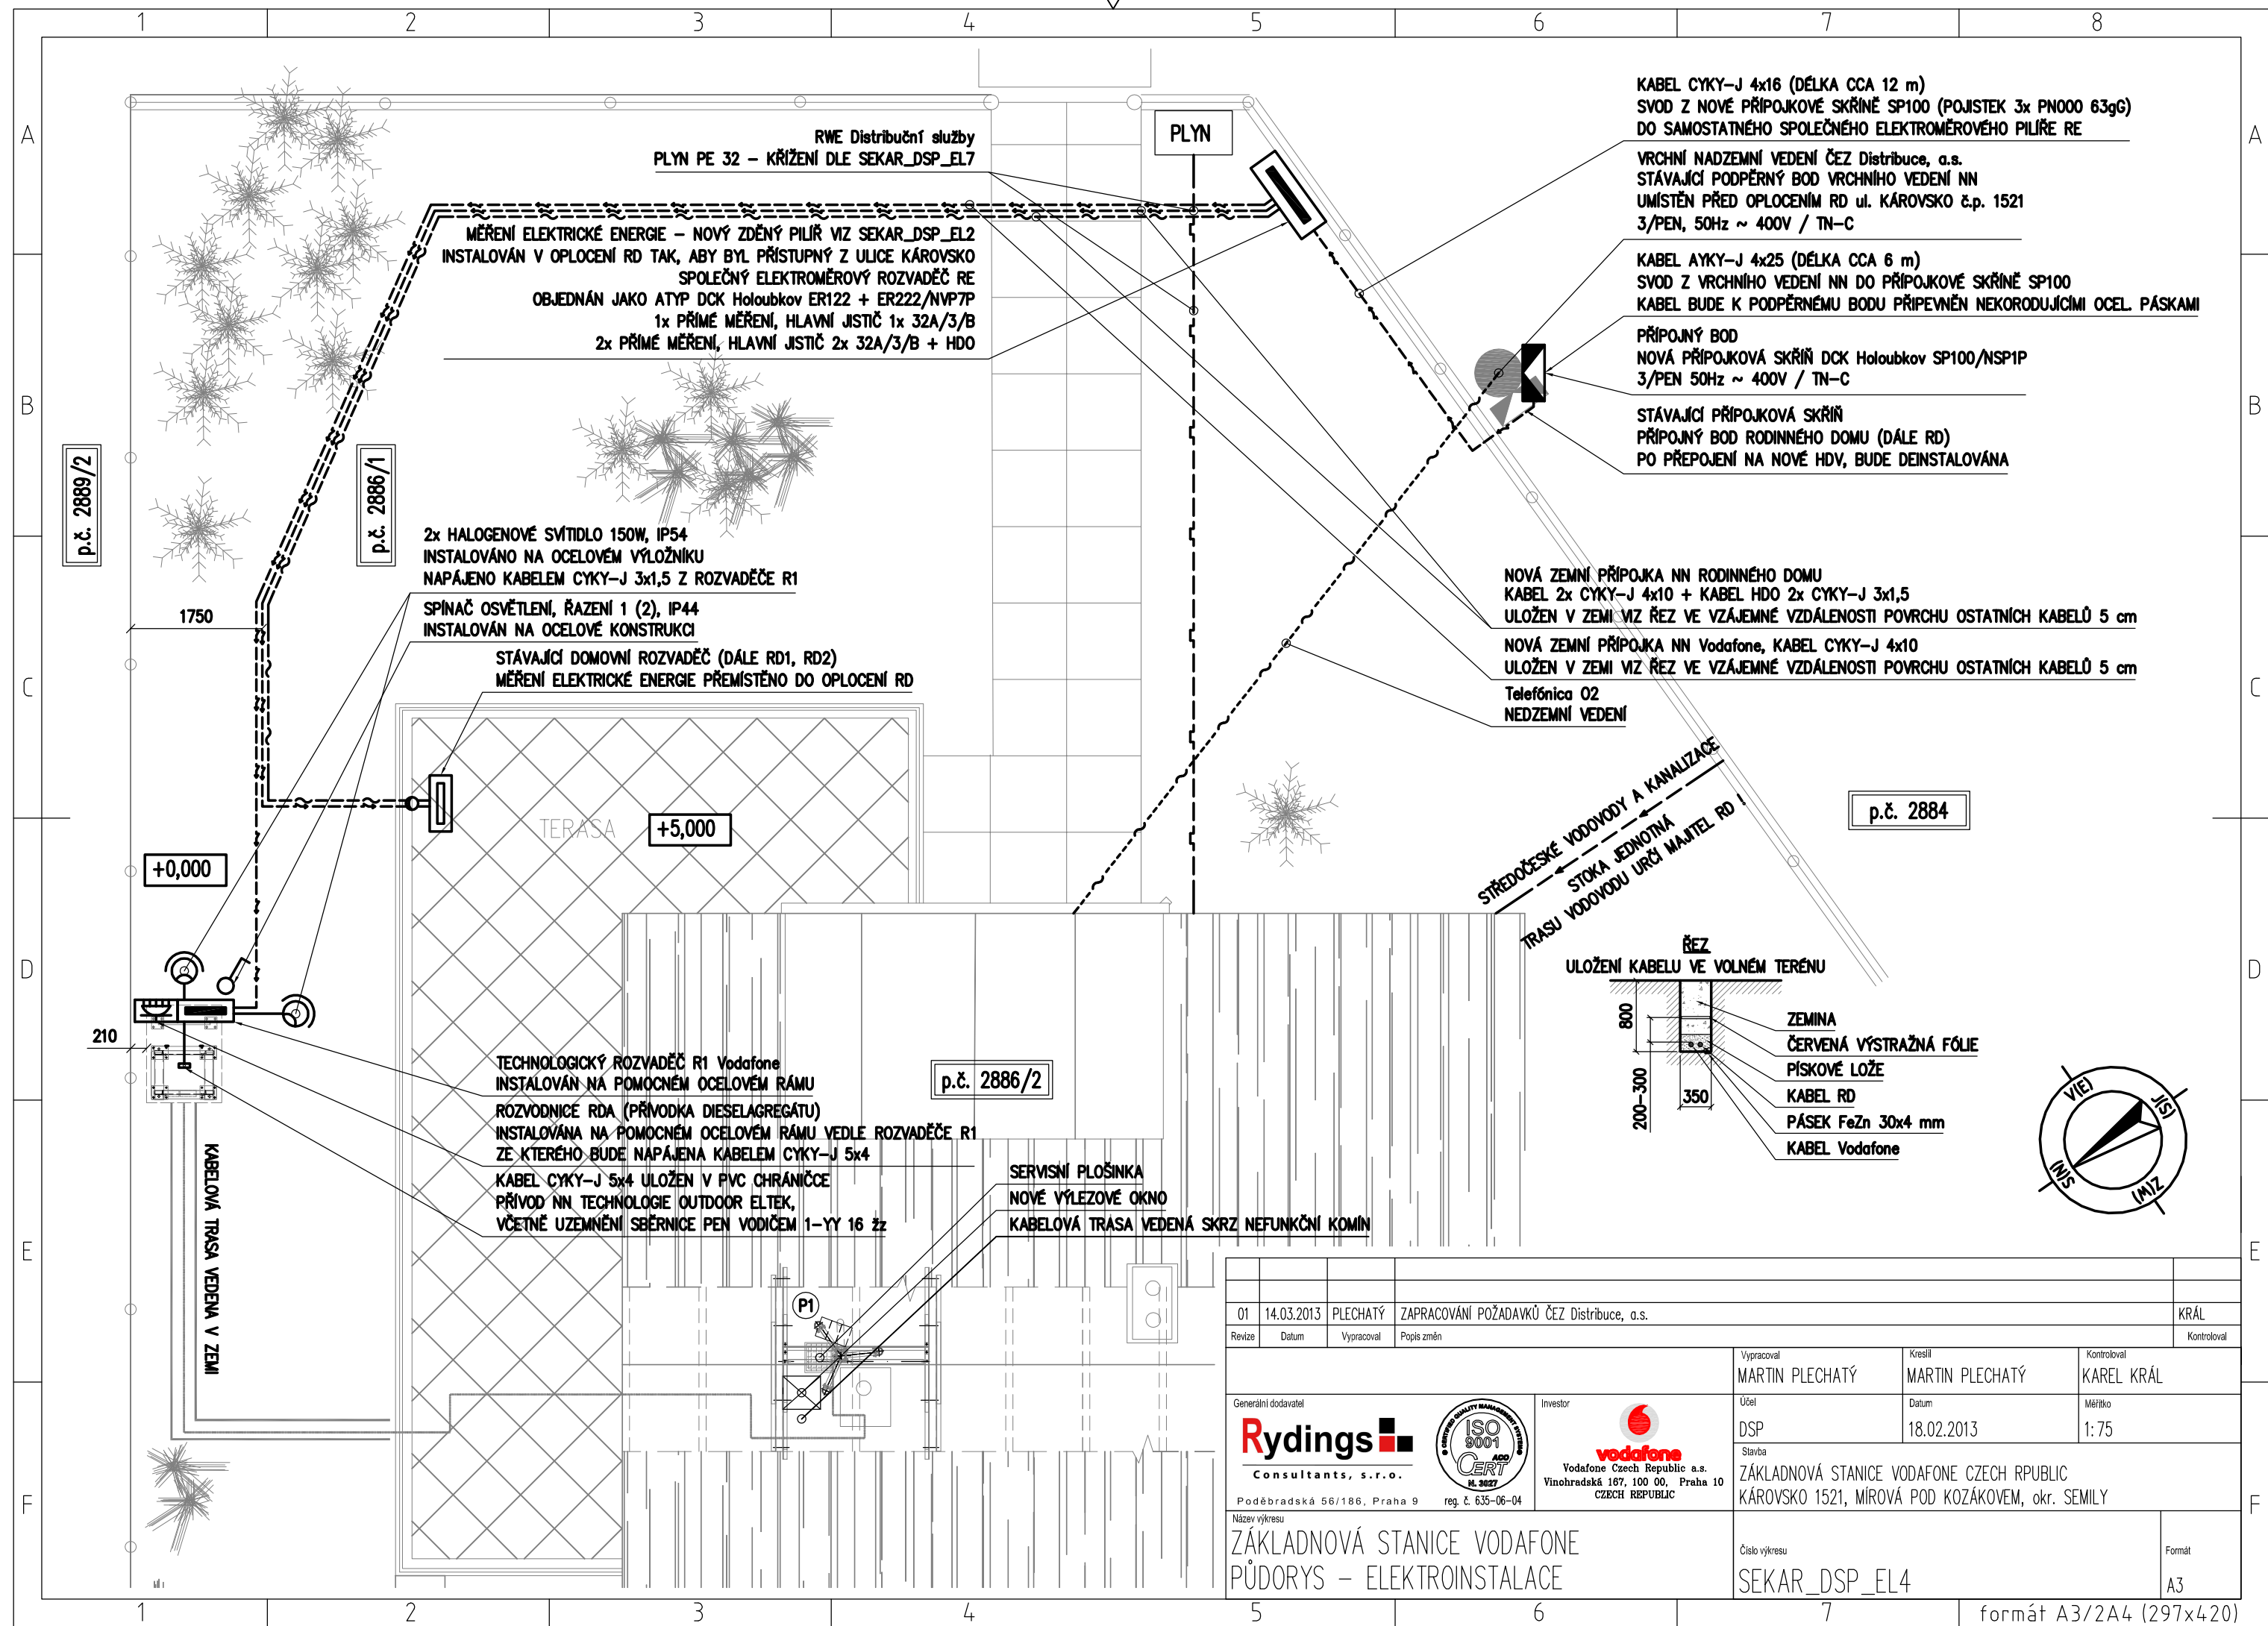 1 2 3 4 5 6 7 8
A
B
C
D
E
F
RWE Distribuční služby
PLYN PE 32 – KŘÍŽENÍ DLE SEKAR_DSP_EL7
PLYN
KABEL CYKY–J 4x16 (DÉLKA CCA 12 m)
SVOD Z NOVÉ PŘÍPOJKOVÉ SKŘÍNĚ SP100 (POJISTEK 3x PN000 63gG)
DO SAMOSTATNÉHO SPOLEČNÉHO ELEKTROMĚROVÉHO PILÍŘE RE
VRCHNÍ NADZEMNÍ VEDENÍ ČEZ Distribuce, a.s.
STÁVAJÍCÍ PODPĚRNÝ BOD VRCHNÍHO VEDENÍ NN
UMÍSTĚN PŘED OPLOCENÍM RD ul. KÁROVSKO č.p. 1521
3/PEN, 50Hz ~ 400V / TN–C
KABEL AYKY–J 4x25 (DÉLKA CCA 6 m)
SVOD Z VRCHNÍHO VEDENÍ NN DO PŘÍPOJKOVÉ SKŘÍNĚ SP100
KABEL BUDE K PODPĚRNÉMU BODU PŘIPEVNĚN NEKORODUJÍCÍMI OCEL. PÁSKAMI
PŘÍPOJNÝ BOD
NOVÁ PŘÍPOJKOVÁ SKŘÍŇ DCK Holoubkov SP100/NSP1P
3/PEN 50Hz ~ 400V / TN–C
STÁVAJÍCÍ PŘÍPOJKOVÁ SKŘÍŇ
PŘÍPOJNÝ BOD RODINNÉHO DOMU (DÁLE RD)
PO PŘEPOJENÍ NA NOVÉ HDV, BUDE DEINSTALOVÁNA
MĚŘENÍ ELEKTRICKÉ ENERGIE – NOVÝ ZDĚNÝ PILÍŘ VIZ SEKAR_DSP_EL2
INSTALOVÁN V OPLOCENÍ RD TAK, ABY BYL PŘÍSTUPNÝ Z ULICE KÁROVSKO
SPOLEČNÝ ELEKTROMĚROVÝ ROZVADĚČ RE
OBJEDNÁN JAKO ATYP DCK Holoubkov ER122 + ER222/NVP7P
1x PŘÍMÉ MĚŘENÍ, HLAVNÍ JISTIČ 1x 32A/3/B
2x PŘÍMÉ MĚŘENÍ, HLAVNÍ JISTIČ 2x 32A/3/B + HDO
p.č. 2889/2
p.č. 2886/1
2x HALOGENOVÉ SVÍTIDLO 150W, IP54
INSTALOVÁNO NA OCELOVÉM VÝLOŽNÍKU
NAPÁJENO KABELEM CYKY–J 3x1,5 Z ROZVADĚČE R1
SPÍNAČ OSVĚTLENÍ, ŘAZENÍ 1 (2), IP44
INSTALOVÁN NA OCELOVÉ KONSTRUKCI
1750
STÁVAJÍCÍ DOMOVNÍ ROZVADĚČ (DÁLE RD1, RD2)
MĚŘENÍ ELEKTRICKÉ ENERGIE PŘEMÍSTĚNO DO OPLOCENÍ RD
NOVÁ ZEMNÍ PŘÍPOJKA NN RODINNÉHO DOMU
KABEL 2x CYKY–J 4x10 + KABEL HDO 2x CYKY–J 3x1,5
ULOŽEN V ZEMI VIZ ŘEZ VE VZÁJEMNÉ VZDÁLENOSTI POVRCHU OSTATNÍCH KABELŮ 5 cm
NOVÁ ZEMNÍ PŘÍPOJKA NN Vodafone, KABEL CYKY–J 4x10
ULOŽEN V ZEMI VIZ ŘEZ VE VZÁJEMNÉ VZDÁLENOSTI POVRCHU OSTATNÍCH KABELŮ 5 cm
Telefónica O2
NEDZEMNÍ VEDENÍ
TERASA
+5,000
+0,000
STŘEDOČESKÉ VODOVODY A KANALIZACE
STOKA JEDNOTNÁ
TRASU VODOVODU URČÍ MAJITEL RD !
p.č. 2884
ŘEZ
ULOŽENÍ KABELU VE VOLNÉM TERÉNU
800
200–300
350
ZEMINA
ČERVENÁ VÝSTRAŽNÁ FÓLIE
PÍSKOVÉ LOŽE
KABEL RD
PÁSEK FeZn 30x4 mm
KABEL Vodafone
V(E)
J(S)
S(N)
Z(W)
210
TECHNOLOGICKÝ ROZVADĚČ R1 Vodafone
INSTALOVÁN NA POMOCNÉM OCELOVÉM RÁMU
ROZVODNICE RDA (PŘÍVODKA DIESELAGREGÁTU)
INSTALOVÁNA NA POMOCNÉM OCELOVÉM RÁMU VEDLE ROZVADĚČE R1
ZE KTERÉHO BUDE NAPÁJENA KABELEM CYKY–J 5x4
KABEL CYKY–J 5x4 ULOŽEN V PVC CHRÁNIČCE
PŘÍVOD NN TECHNOLOGIE OUTDOOR ELTEK,
VČETNĚ UZEMNĚNÍ SBĚRNICE PEN VODIČEM 1–YY 16 žz
p.č. 2886/2
SERVISNÍ PLOŠINKA
NOVÉ VÝLEZOVÉ OKNO
KABELOVÁ TRASA VEDENÁ SKRZ NEFUNKČNÍ KOMÍN
KABELOVÁ TRASA VEDENA V ZEMI
P1
01 14.03.2013 PLECHATÝ ZAPRACOVÁNÍ POŽADAVKŮ ČEZ Distribuce, a.s. KRÁL
Revize Datum Vypracoval Popis změn Kontroloval
Vypracoval Kreslil Kontroloval
MARTIN PLECHATÝ MARTIN PLECHATÝ KAREL KRÁL
Účel Datum Měřítko
DSP 18.02.2013 1:75
Generální dodavatel
Rydings
Consultants, s.r.o.
Poděbradská 56/186, Praha 9
CERTIFIED QUALITY MANAGEMENT SYSTEM
ISO
9001
ACO
CERT
N. 3027
reg. č. 635–06–04
Investor
vodafone
Vodafone Czech Republic a.s.
Vinohradská 167, 100 00, Praha 10
CZECH REPUBLIC
Stavba
ZÁKLADNOVÁ STANICE VODAFONE CZECH RPUBLIC
KÁROVSKO 1521, MÍROVÁ POD KOZÁKOVEM, okr. SEMILY
Název výkresu
ZÁKLADNOVÁ STANICE VODAFONE
PŮDORYS – ELEKTROINSTALACE
Číslo výkresu
SEKAR_DSP_EL4
Formát
A3
A
B
C
D
E
F
1 2 3 4 5 6 7
formát A3/2A4 (297x420)